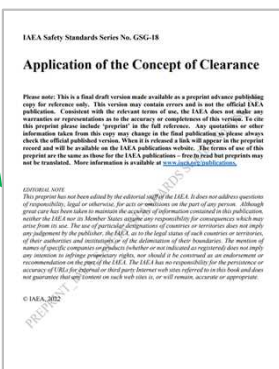 IAEA Safety Standards Series No. GSG-18
Application of the Concept of Clearance
Please note: This is a final draft version made available as a preprint advance publishing
copy for reference only. This version may contain errors and is not the official IAEA
publication. Consistent with the relevant terms of use, the IAEA does not make any
warranties or representations as to the accuracy or completeness of this version. To cite
this preprint please include ‘preprint’ in the full reference. Any quotations or other
information taken from this copy may change in the final publication so please always
check the official published version. When it is released a link will appear in the preprint
record and will be available on the IAEA publications website. The terms of use of this
preprint are the same as those for the IAEA publications – free to read but preprints may
not be translated. More information is available at www.iaea.org/publications.
EDITORIAL NOTE
This preprint has not been edited by the editorial staff of the IAEA. It does not address questions
of responsibility, legal or otherwise, for acts or omissions on the part of any person. Although
great care has been taken to maintain the accuracy of information contained in this publication,
neither the IAEA nor its Member States assume any responsibility for consequences which may
arise from its use. The use of particular designations of countries or territories does not imply
any judgement by the publisher, the IAEA, as to the legal status of such countries or territories,
of their authorities and institutions or of the delimitation of their boundaries. The mention of
names of specific companies or products (whether or not indicated as registered) does not imply
any intention to infringe proprietary rights, nor should it be construed as an endorsement or
recommendation on the part of the IAEA. The IAEA has no responsibility for the persistence or
accuracy of URLs for external or third party Internet web sites referred to in this book and does
not guarantee that any content on such web sites is, or will remain, accurate or appropriate.
© IAEA, 2022
PREPRINT